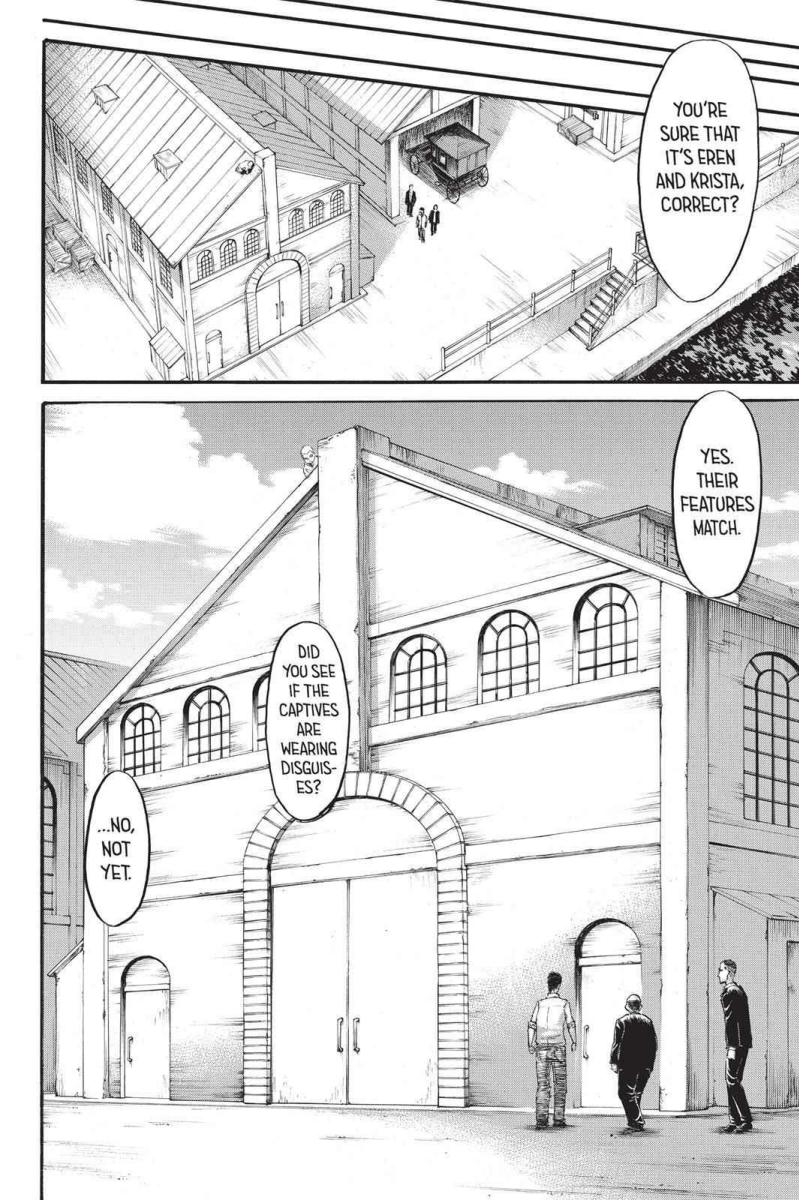 YOU'RE
SURE THAT
IT'S EREN
AND KRISTA,
CORRECT?
YES.
THEIR
FEATURES
MATCH.
DID
YOU SEE
IF THE
CAPTIVES
ARE
WEARING
DISGUIS-
ES?
...NO,
NOT
YET.